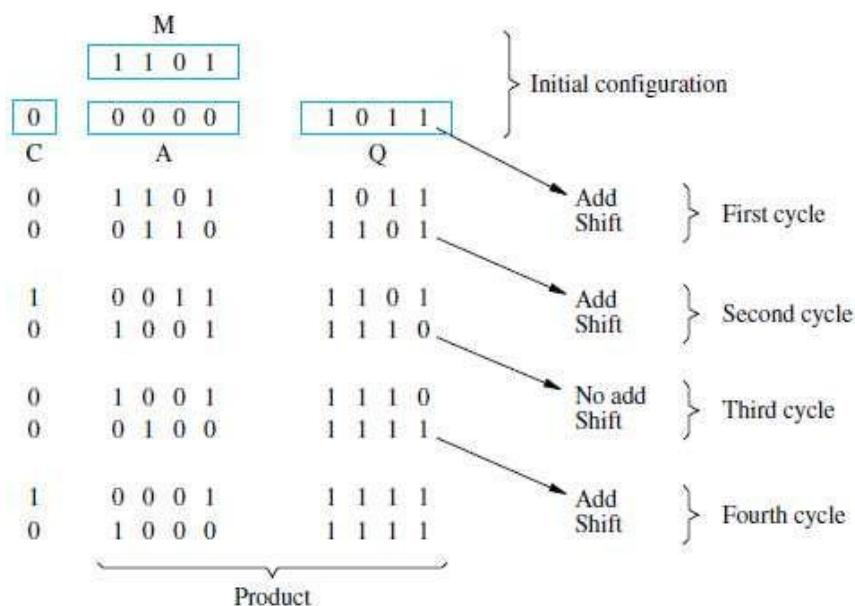 M
1 1 0 1
Initial configuration
0 0 0 0 0 1 0 1 1
C A Q
0 1 1 0 1 1 0 1 1 Add
0 0 1 1 0 1 1 0 1 Shift
First cycle
1 0 0 1 1 1 1 0 1 Add
0 1 0 0 1 1 1 1 0 Shift
Second cycle
0 1 0 0 1 1 1 1 0 No add
0 0 1 0 0 1 1 1 1 Shift
Third cycle
1 0 0 0 1 1 1 1 1 Add
0 1 0 0 0 1 1 1 1 Shift
Fourth cycle
Product